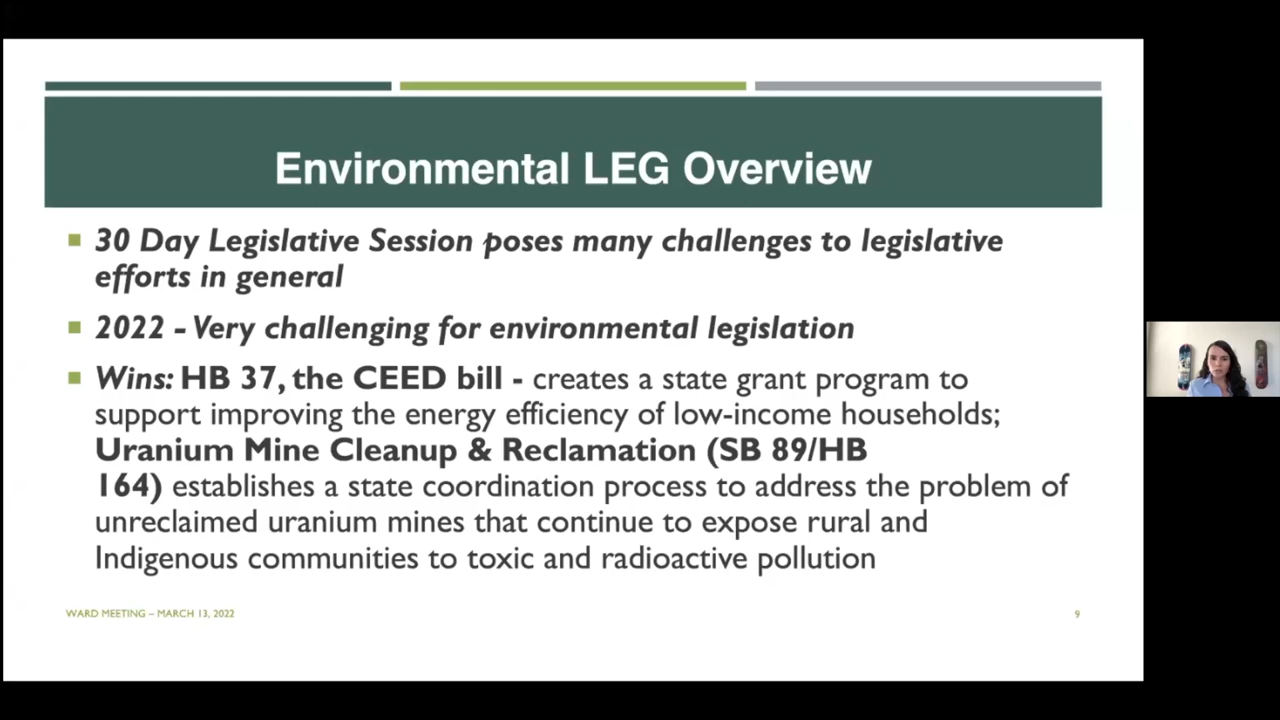 Environmental LEG Overview
30 Day Legislative Session poses many challenges to legislative
efforts in general
2022 - Very challenging for environmental legislation
Wins: HB 37, the CEED bill - creates a state grant program to
support improving the energy efficiency of low-income households;
Uranium Mine Cleanup & Reclamation (SB 89/HB
164) establishes a state coordination process to address the problem of
unreclaimed uranium mines that continue to expose rural and
Indigenous communities to toxic and radioactive pollution
WARD MEETING – MARCH 13, 2022
9